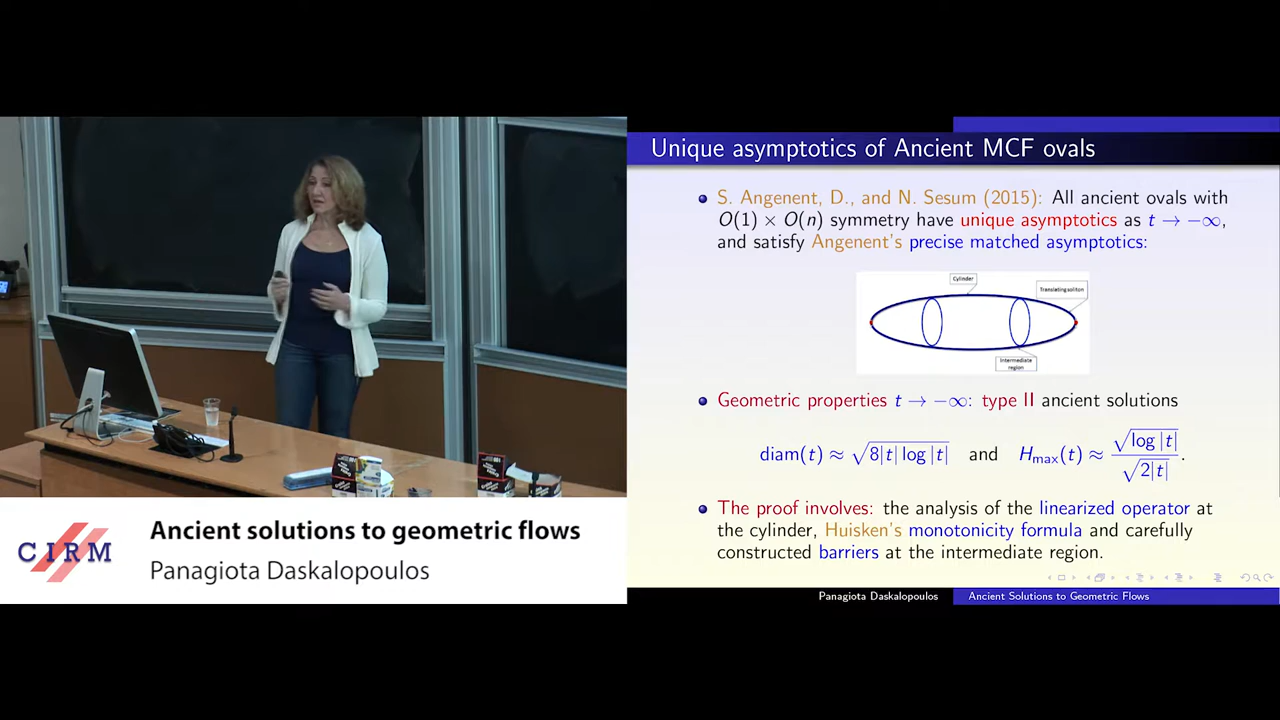 Unique asymptotics of Ancient MCF ovals
S. Angenent, D., and N. Sesum (2015): All ancient ovals with
O(1) × O(n) symmetry have unique asymptotics as t → −∞,
and satisfy Angenent's precise matched asymptotics:
Cylinder
Translating soliton
Intermediate
region
Geometric properties t → −∞: type II ancient solutions
diam(t) ≈ √8|t| log |t| and Hmax(t) ≈ √log |t| / √2|t| .
The proof involves: the analysis of the linearized operator at
the cylinder, Huisken's monotonicity formula and carefully
constructed barriers at the intermediate region.
Panagiota Daskalopoulos
Ancient Solutions to Geometric Flows
CIRM
Ancient solutions to geometric flows
Panagiota Daskalopoulos